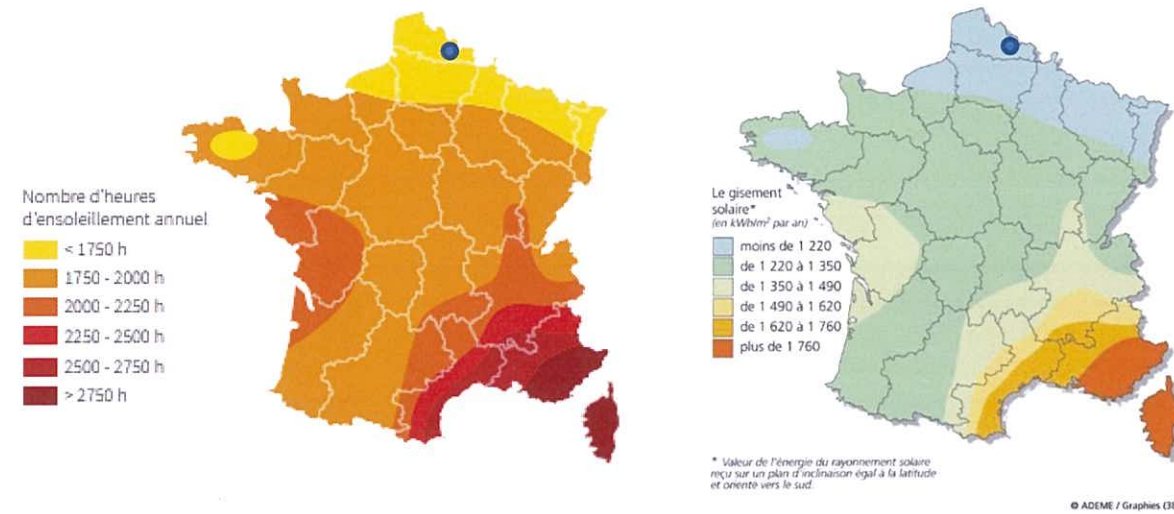 Nombre d'heures
d'ensoleillement annuel
< 1750 h
1750 - 2000 h
2000 - 2250 h
2250 - 2500 h
2500 - 2750 h
> 2750 h
Le gisement
solaire*
(en kWh/m² par an)
moins de 1 220
de 1 220 à 1 350
de 1 350 à 1 490
de 1 490 à 1 620
de 1 620 à 1 760
plus de 1 760
* Valeur de l'énergie du rayonnement solaire
reçu sur un plan d'inclinaison égal à la latitude
et orienté vers le sud.
© ADEME / Graphies (38